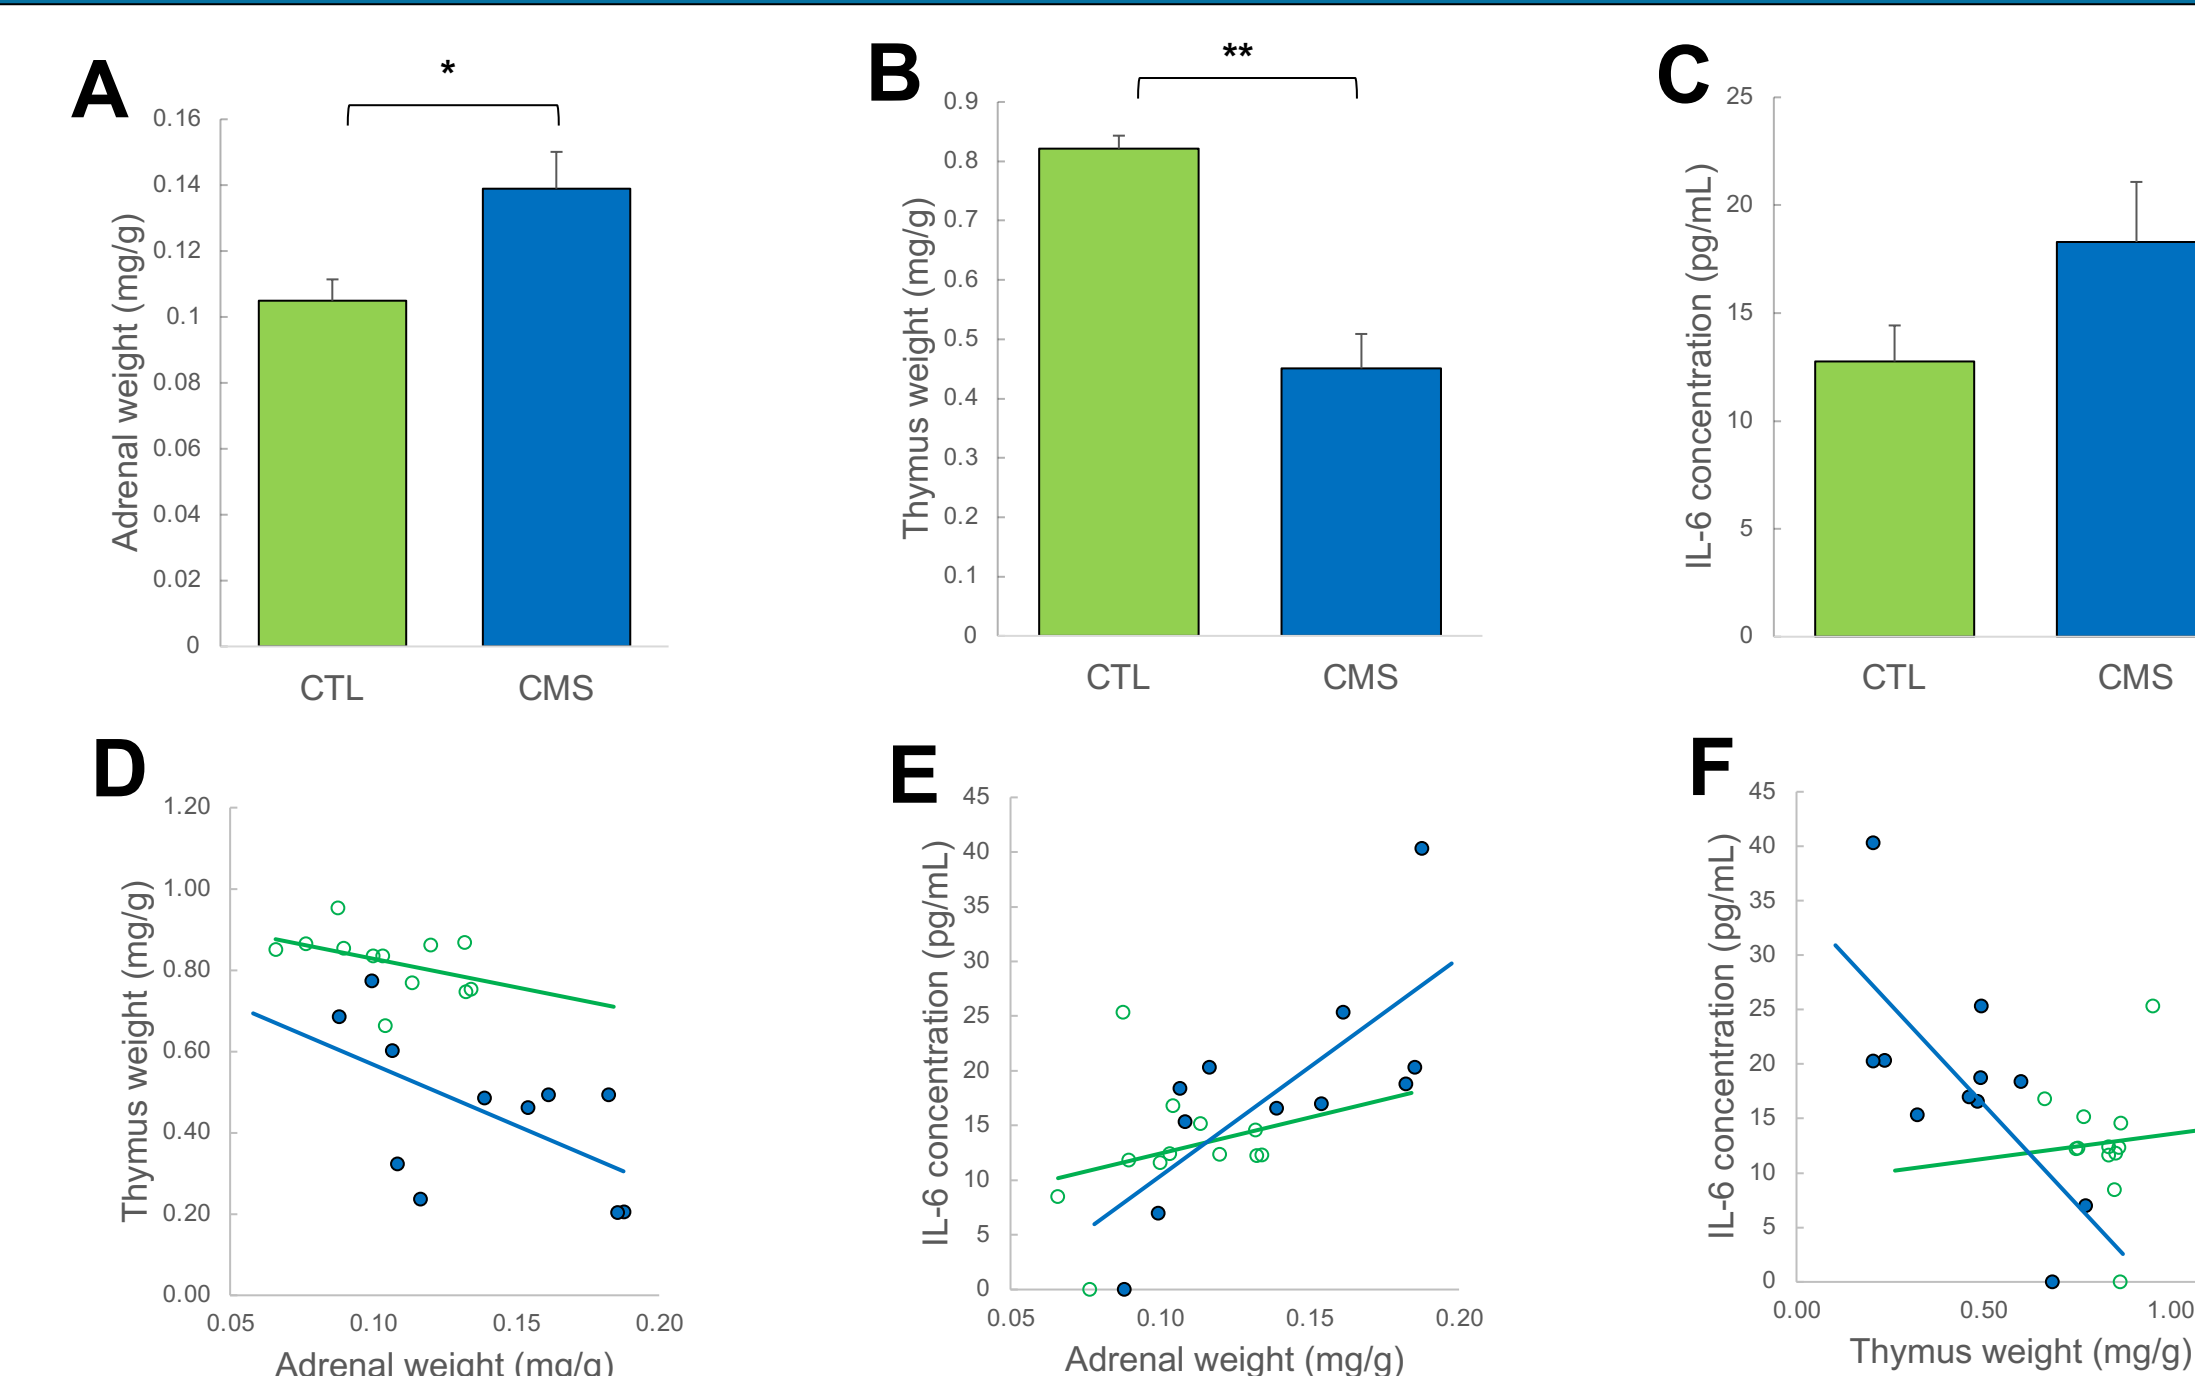 A
*
0.16
0.14
0.12
0.1
0.08
0.06
0.04
0.02
0
Adrenal weight (mg/g)
CTL CMS
B
**
0.9
0.8
0.7
0.6
0.5
0.4
0.3
0.2
0.1
0
Thymus weight (mg/g)
CTL CMS
C
25
20
15
10
5
0
IL-6 concentration (pg/mL)
CTL CMS
D
1.20
1.00
0.80
0.60
0.40
0.20
0.00
Thymus weight (mg/g)
0.05 0.10 0.15 0.20
Adrenal weight (mg/g)
E
45
40
35
30
25
20
15
10
5
0
IL-6 concentration (pg/mL)
0.05 0.10 0.15 0.20
Adrenal weight (mg/g)
F
45
40
35
30
25
20
15
10
5
0
IL-6 concentration (pg/mL)
0.00 0.50 1.00
Thymus weight (mg/g)